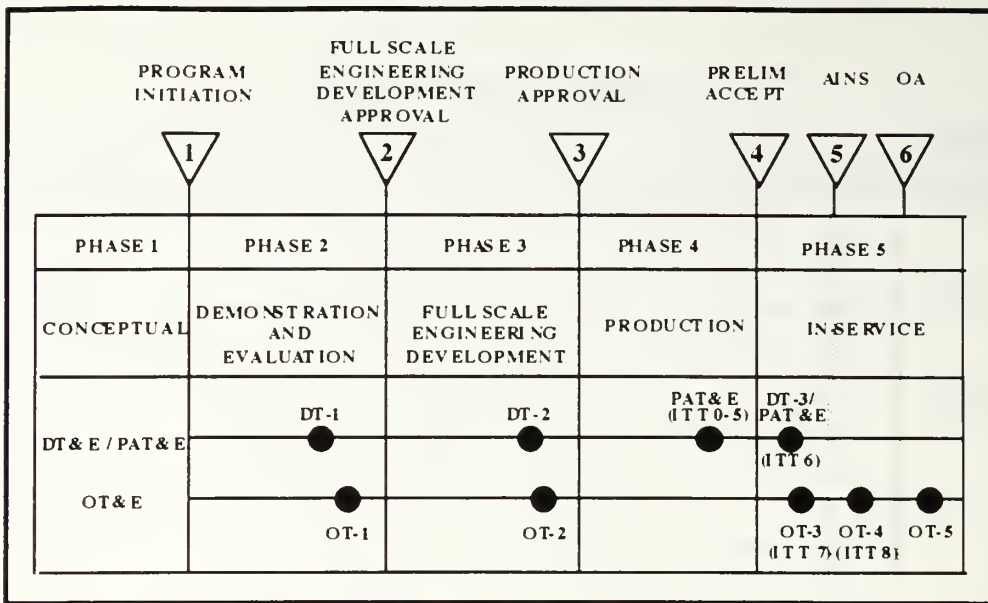 PROGRAM
INITIATION
FULL SCALE
ENGINEERING
DEVELOPMENT
APPROVAL
PRODUCTION
APPROVAL
PRELIM
ACCEPT
AINS
OA
1
2
3
4
5
6
PHASE 1
PHASE 2
PHASE 3
PHASE 4
PHASE 5
CONCEPTUAL
DEMONSTRATION
AND
EVALUATION
FULL SCALE
ENGINEERING
DEVELOPMENT
PRODUCTION
IN-SERVICE
DT&E / PAT&E
DT-1
DT-2
PAT&E
(ITT 0-5)
DT-3/
PAT&E
(ITT 6)
OT&E
OT-1
OT-2
OT-3
(ITT 7)
OT-4
(ITT 8)
OT-5